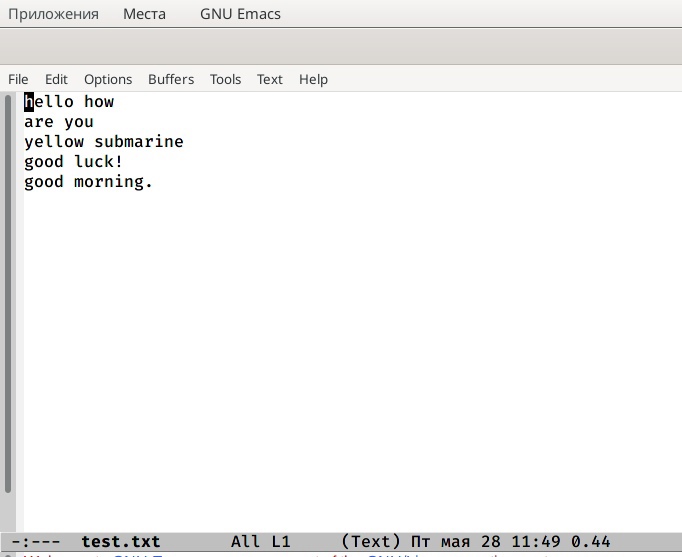 Приложения Места GNU Emacs
File Edit Options Buffers Tools Text Help
hello how
are you
yellow submarine
good luck!
good morning.
-:--- test.txt All L1 (Text) Пт мая 28 11:49 0.44